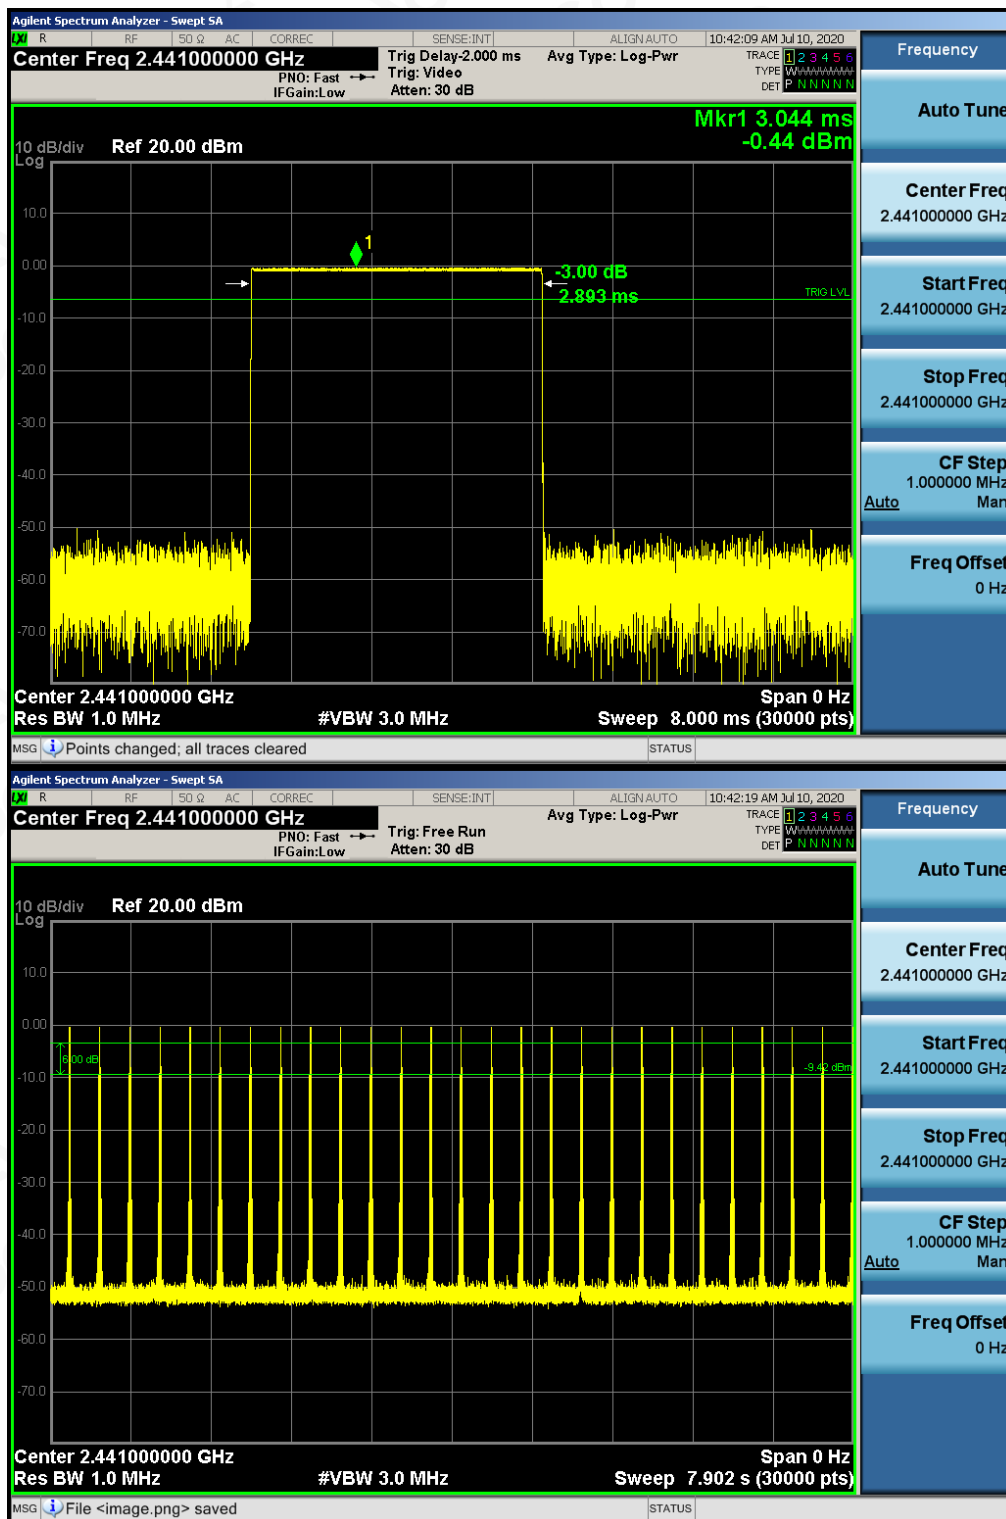 Agilent Spectrum Analyzer - Swept SA
LXI R RF 50 Ω AC CORREC SENSE:INT ALIGN AUTO 10:42:09 AM Jul 10, 2020
Center Freq 2.441000000 GHz
PNO: Fast
IFGain:Low
Trig Delay-2.000 ms
Trig: Video
Atten: 30 dB
Avg Type: Log-Pwr
TRACE 1 2 3 4 5 6
TYPE WWWWWW
DET P N N N N N
Mkr1 3.044 ms
-0.44 dBm
10 dB/div Ref 20.00 dBm
Log
10.0
0.00
-10.0
-20.0
-30.0
-40.0
-50.0
-60.0
-70.0
1
-3.00 dB
2.893 ms
TRIG LVL
Center 2.441000000 GHz Span 0 Hz
Res BW 1.0 MHz #VBW 3.0 MHz Sweep 8.000 ms (30000 pts)
MSG Points changed; all traces cleared STATUS
Frequency
Auto Tune
Center Freq
2.441000000 GHz
Start Freq
2.441000000 GHz
Stop Freq
2.441000000 GHz
CF Step
1.000000 MHz
Auto Man
Freq Offset
0 Hz
Agilent Spectrum Analyzer - Swept SA
LXI R RF 50 Ω AC CORREC SENSE:INT ALIGN AUTO 10:42:19 AM Jul 10, 2020
Center Freq 2.441000000 GHz
PNO: Fast
IFGain:Low
Trig: Free Run
Atten: 30 dB
Avg Type: Log-Pwr
TRACE 1 2 3 4 5 6
TYPE WWWWWW
DET P N N N N N
10 dB/div Ref 20.00 dBm
Log
10.0
0.00
-10.0
-20.0
-30.0
-40.0
-50.0
-60.0
-70.0
6.00 dB
-9.42 dBm
Center 2.441000000 GHz Span 0 Hz
Res BW 1.0 MHz #VBW 3.0 MHz Sweep 7.902 s (30000 pts)
MSG File <image.png> saved STATUS
Frequency
Auto Tune
Center Freq
2.441000000 GHz
Start Freq
2.441000000 GHz
Stop Freq
2.441000000 GHz
CF Step
1.000000 MHz
Auto Man
Freq Offset
0 Hz